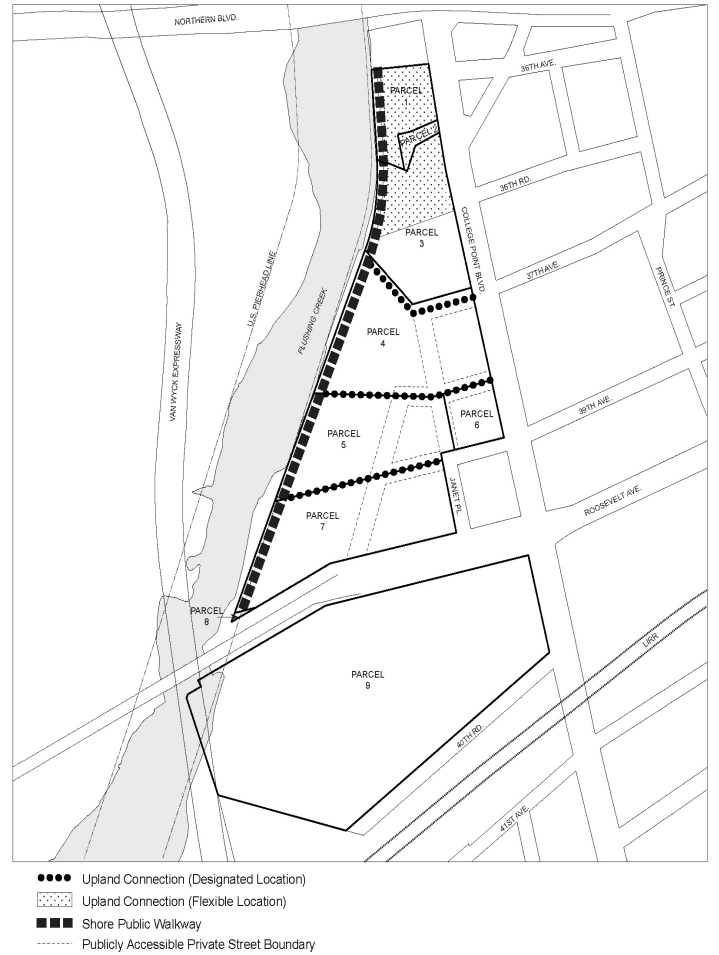 NORTHERN BLVD.
36TH AVE.
PARCEL
1
PARCEL 2
36TH RD.
COLLEGE POINT BLVD.
PARCEL
3
37TH AVE.
PRINCE ST.
U.S. PIERHEAD LINE
FLUSHING CREEK
VAN WYCK EXPRESSWAY
PARCEL
4
39TH AVE.
PARCEL
6
PARCEL
5
JANET PL.
ROOSEVELT AVE.
PARCEL
7
PARCEL
8
LIRR
PARCEL
9
40TH RD.
41ST AVE.
Upland Connection (Designated Location)
Upland Connection (Flexible Location)
Shore Public Walkway
Publicly Accessible Private Street Boundary